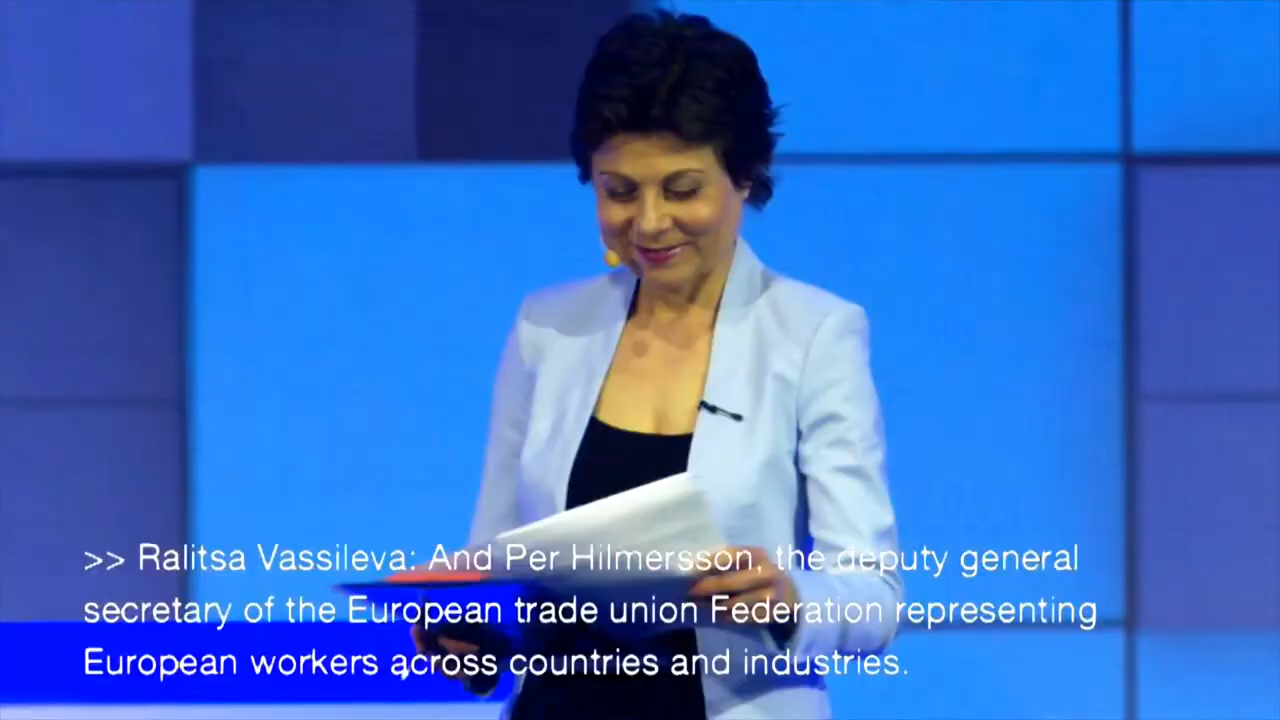 >> Ralitsa Vassileva: And Per Hilmersson, the deputy general
secretary of the European trade union Federation representing
European workers across countries and industries.